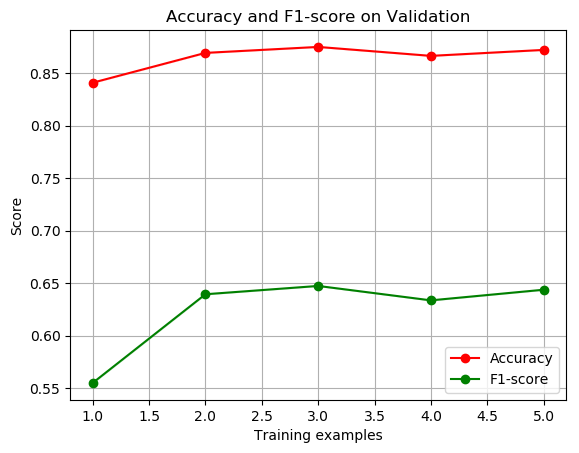 Accuracy and F1-score on Validation
Score
0.85
0.80
0.75
0.70
0.65
0.60
0.55
1.0 1.5 2.0 2.5 3.0 3.5 4.0 4.5 5.0
Training examples
Accuracy
F1-score